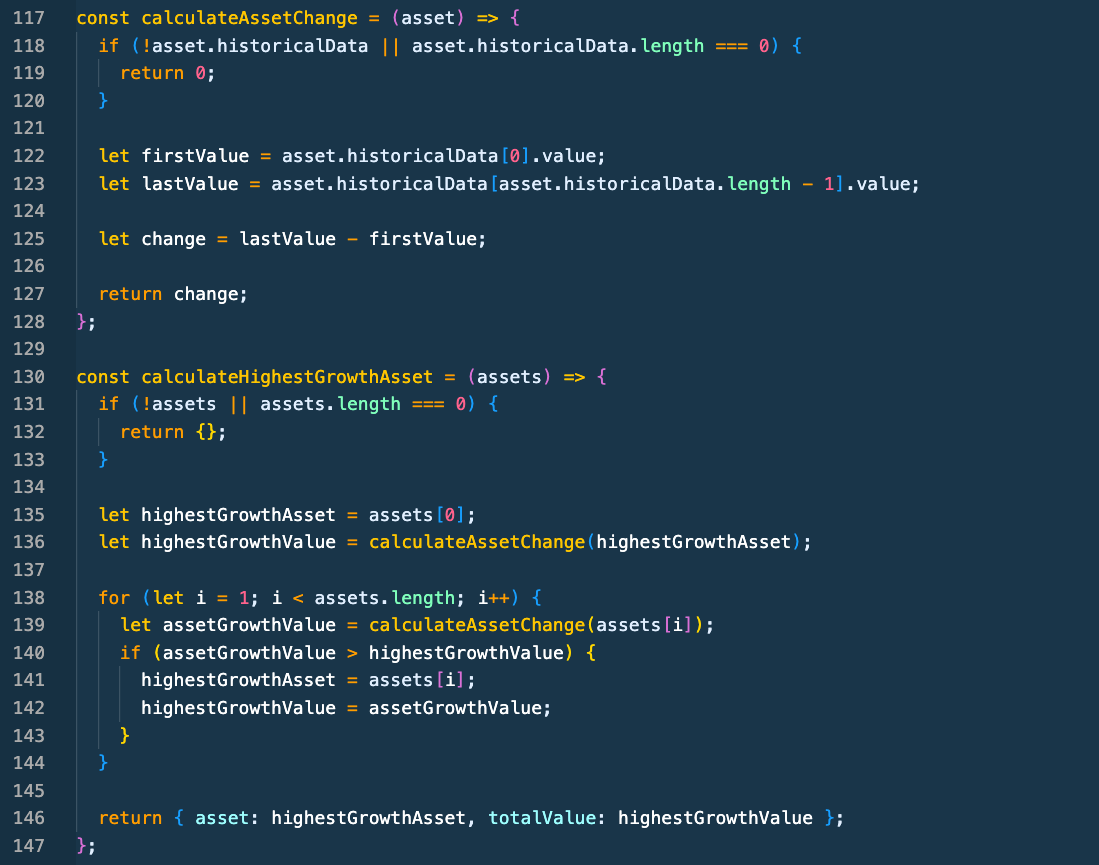 117 const calculateAssetChange = (asset) => {
118   if (!asset.historicalData || asset.historicalData.length === 0) {
119     return 0;
120   }
121
122   let firstValue = asset.historicalData[0].value;
123   let lastValue = asset.historicalData[asset.historicalData.length - 1].value;
124
125   let change = lastValue - firstValue;
126
127   return change;
128 };
129
130 const calculateHighestGrowthAsset = (assets) => {
131   if (!assets || assets.length === 0) {
132     return {};
133   }
134
135   let highestGrowthAsset = assets[0];
136   let highestGrowthValue = calculateAssetChange(highestGrowthAsset);
137
138   for (let i = 1; i < assets.length; i++) {
139     let assetGrowthValue = calculateAssetChange(assets[i]);
140     if (assetGrowthValue > highestGrowthValue) {
141       highestGrowthAsset = assets[i];
142       highestGrowthValue = assetGrowthValue;
143     }
144   }
145
146   return { asset: highestGrowthAsset, totalValue: highestGrowthValue };
147 };